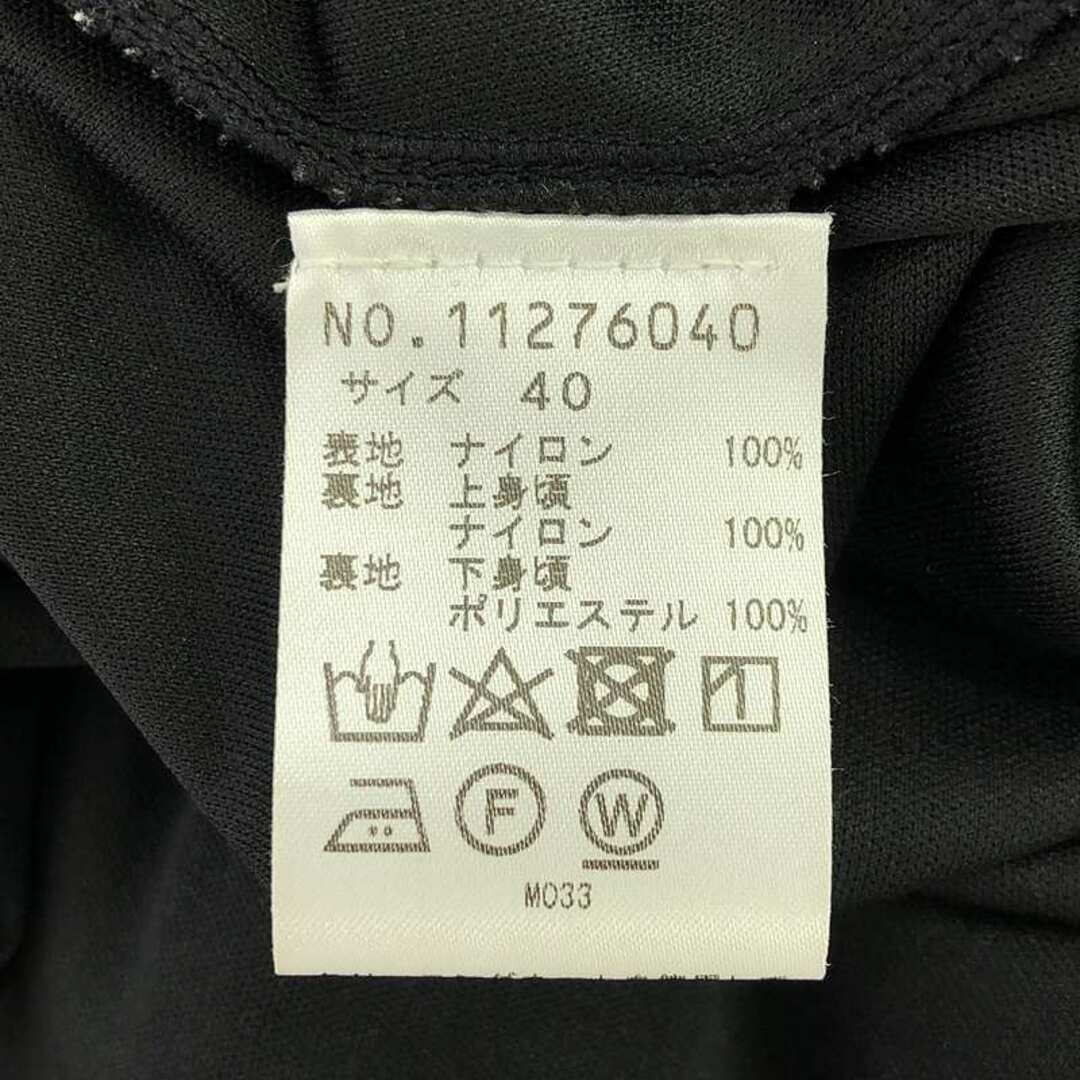 NO.11276040
サイズ 40
表地 ナイロン 100%
裏地 上身頃
ナイロン 100%
裏地 下身頃
ポリエステル 100%
F W
M033